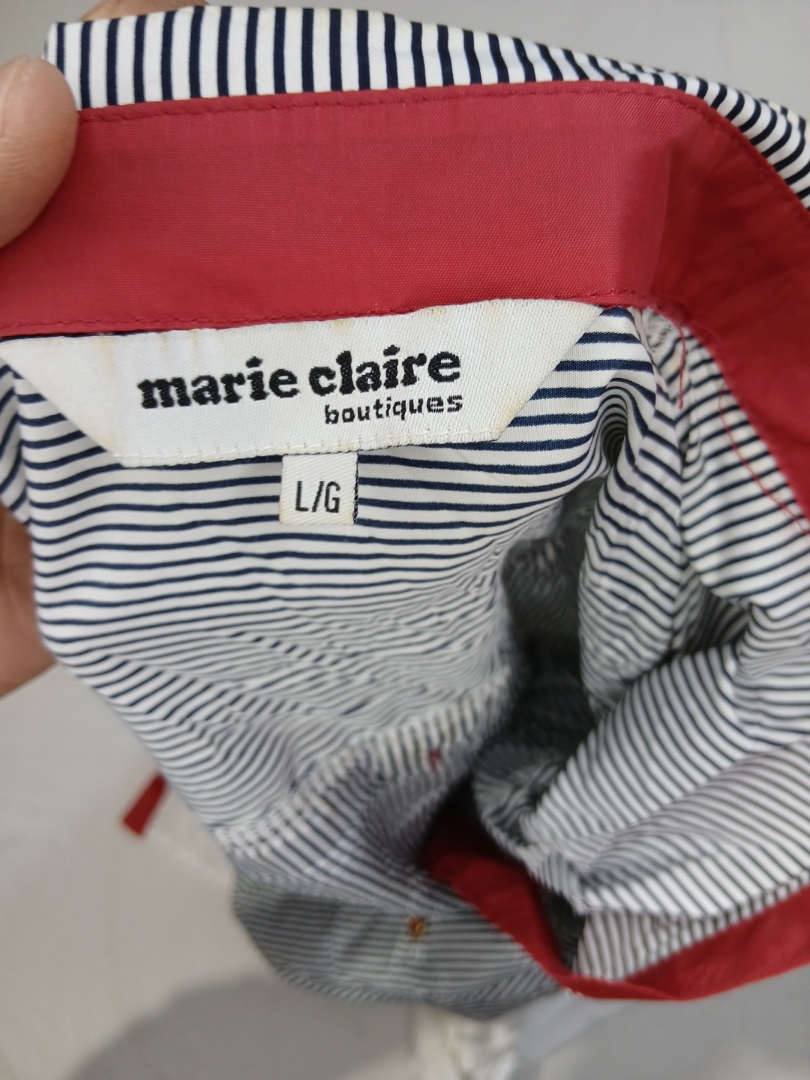 marie claire
boutiques
L/G